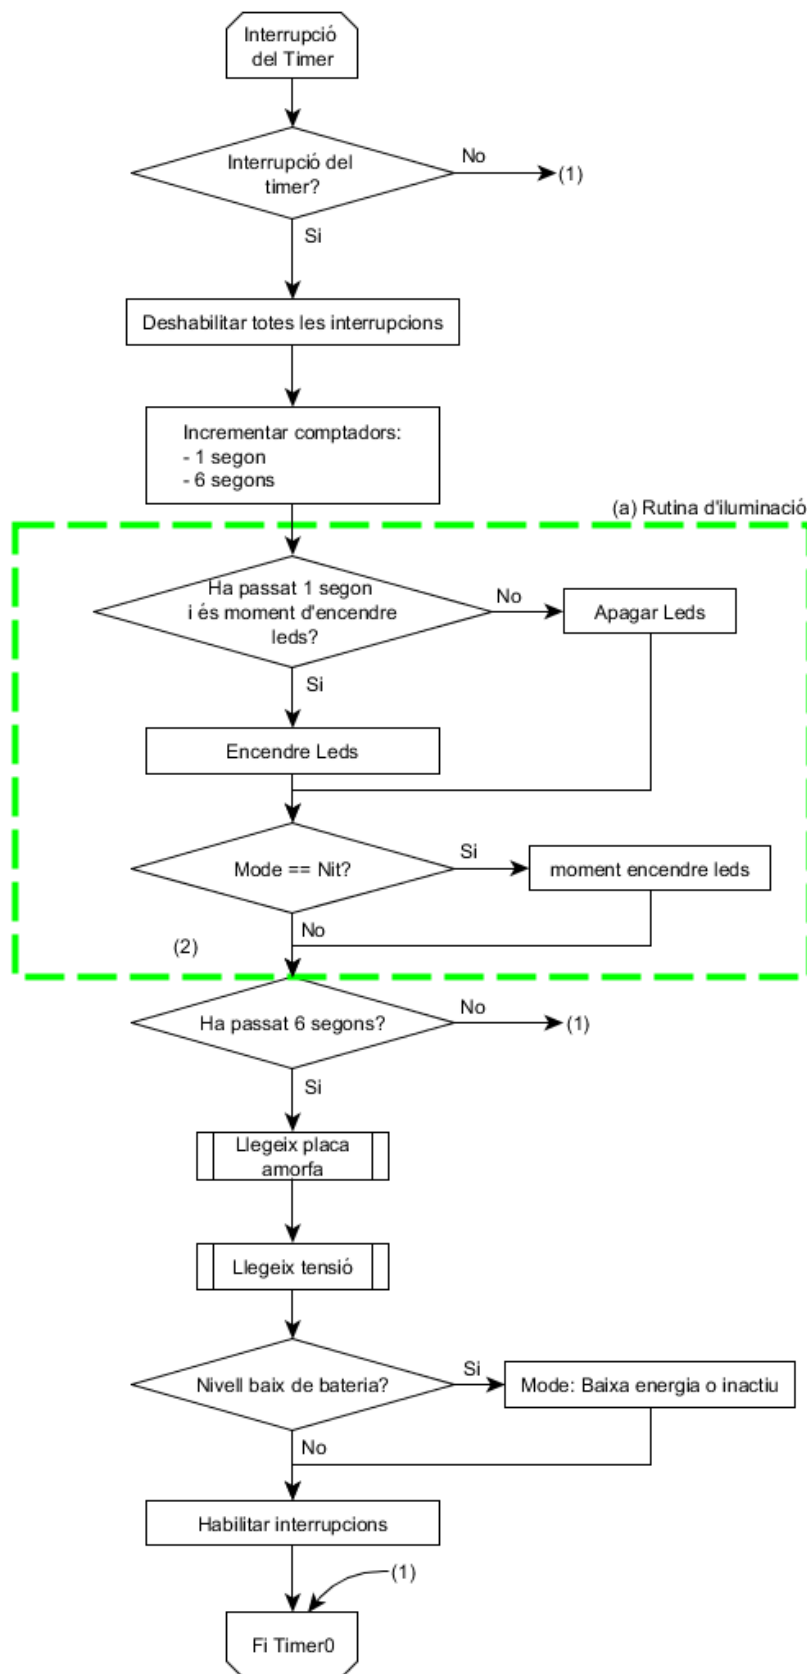 Interrupció
del Timer
Interrupció del
timer?
No
(1)
Si
Deshabilitar totes les interrupcions
Incrementar comptadors:
- 1 segon
- 6 segons
(a) Rutina d'iluminació
Ha passat 1 segon
i és moment d'encendre
leds?
No
Apagar Leds
Si
Encendre Leds
Mode == Nit?
Si
moment encendre leds
No
(2)
Ha passat 6 segons?
No
(1)
Si
Llegeix placa
amorfa
Llegeix tensió
Nivell baix de bateria?
Si
Mode: Baixa energia o inactiu
No
Habilitar interrupcions
(1)
Fi Timer0